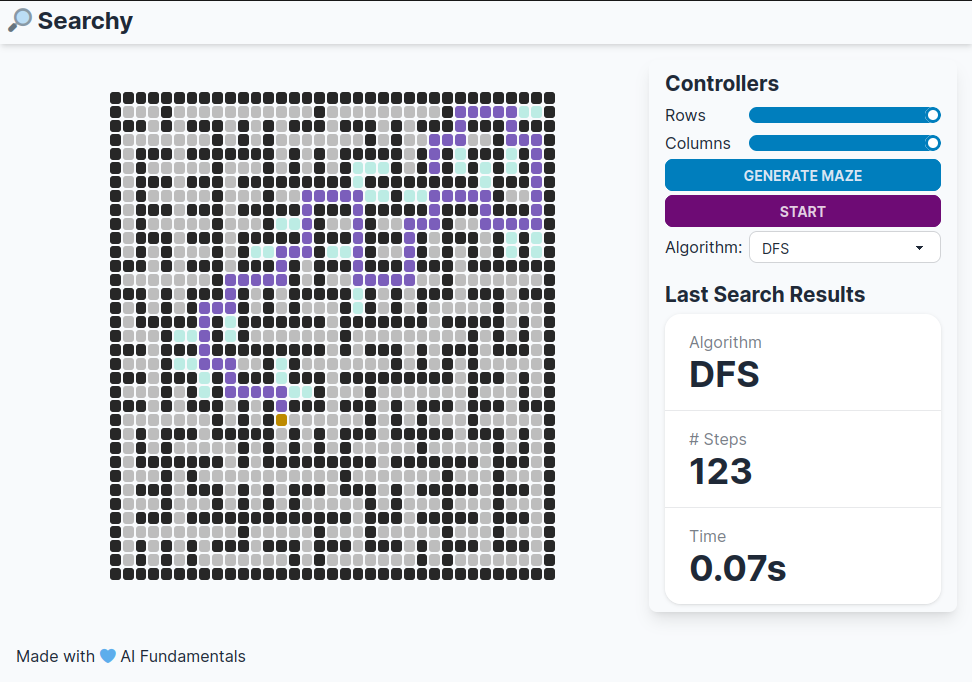 🔎 Searchy
Controllers
Rows
Columns
GENERATE MAZE
START
Algorithm: DFS
Last Search Results
Algorithm
DFS
# Steps
123
Time
0.07s
Made with 💙 AI Fundamentals